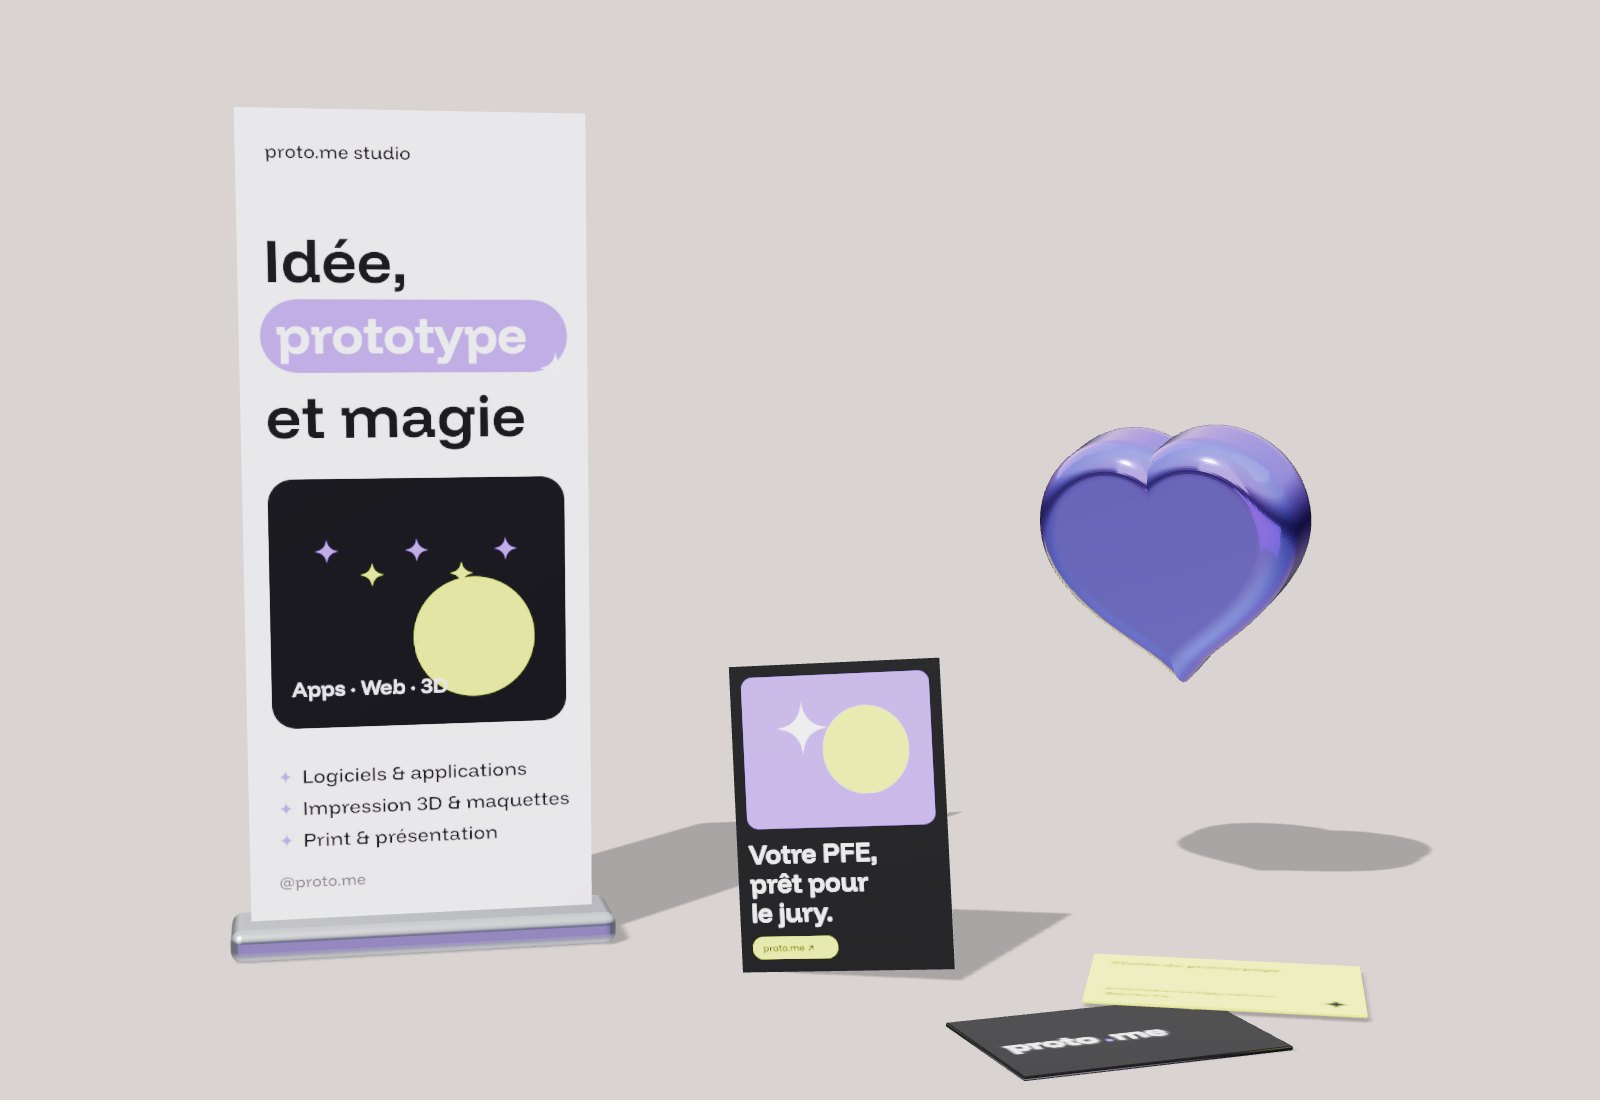 proto.me studio
Idée,
prototype
et magie
Apps · Web · 3D
Logiciels & applications
Impression 3D & maquettes
Print & présentation
@proto.me
Votre PFE,
prêt pour
le jury.
proto.me ↗
proto.me